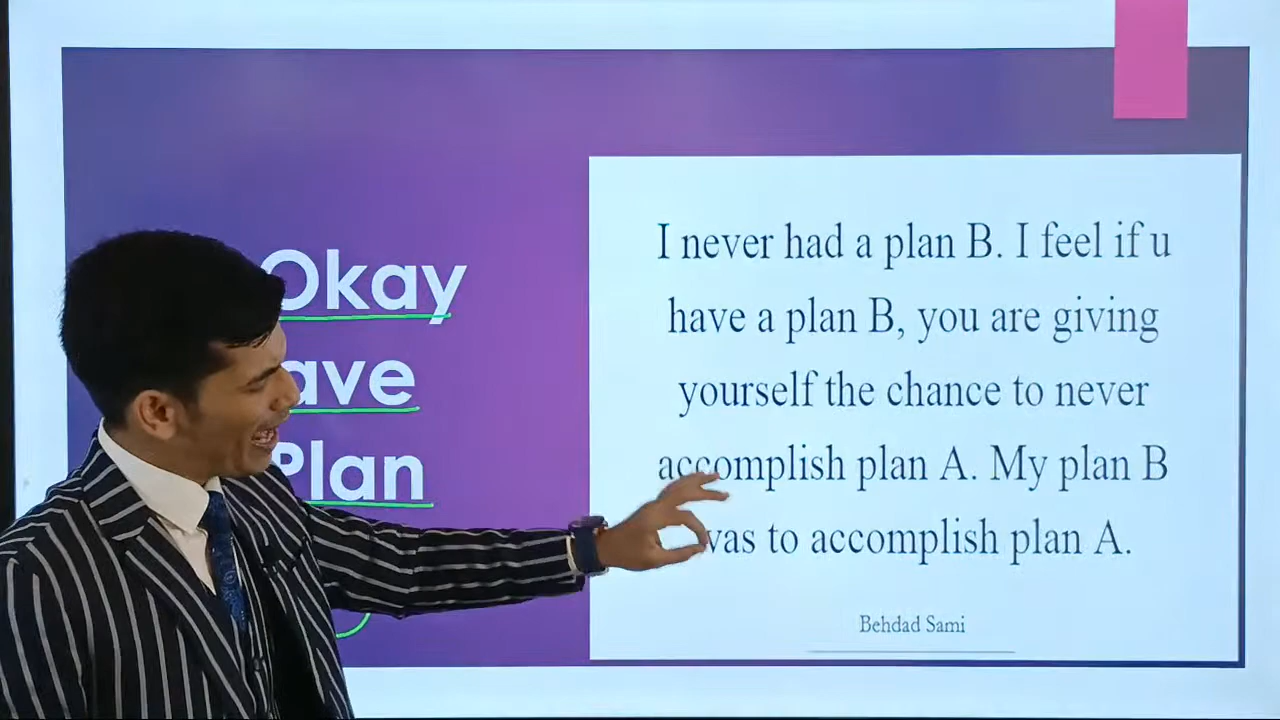 Okay
ave
Plan
I never had a plan B. I feel if u
have a plan B, you are giving
yourself the chance to never
accomplish plan A. My plan B
was to accomplish plan A.
Behdad Sami